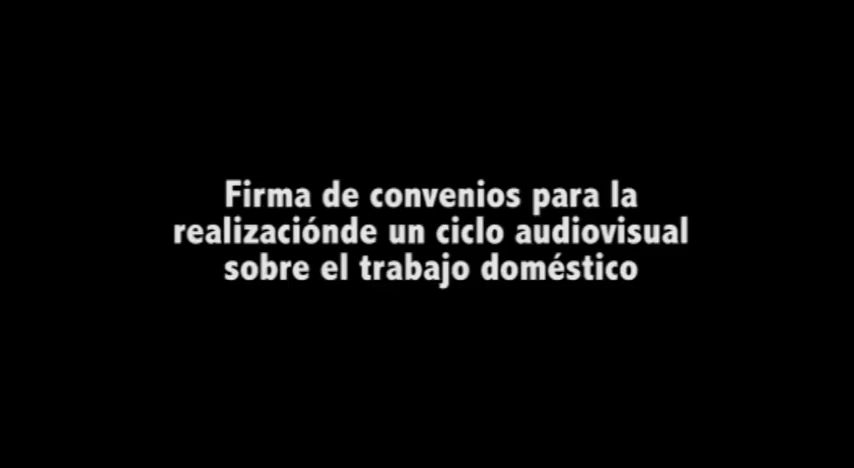 Firma de convenios para la
realizaciónde un ciclo audiovisual
sobre el trabajo doméstico